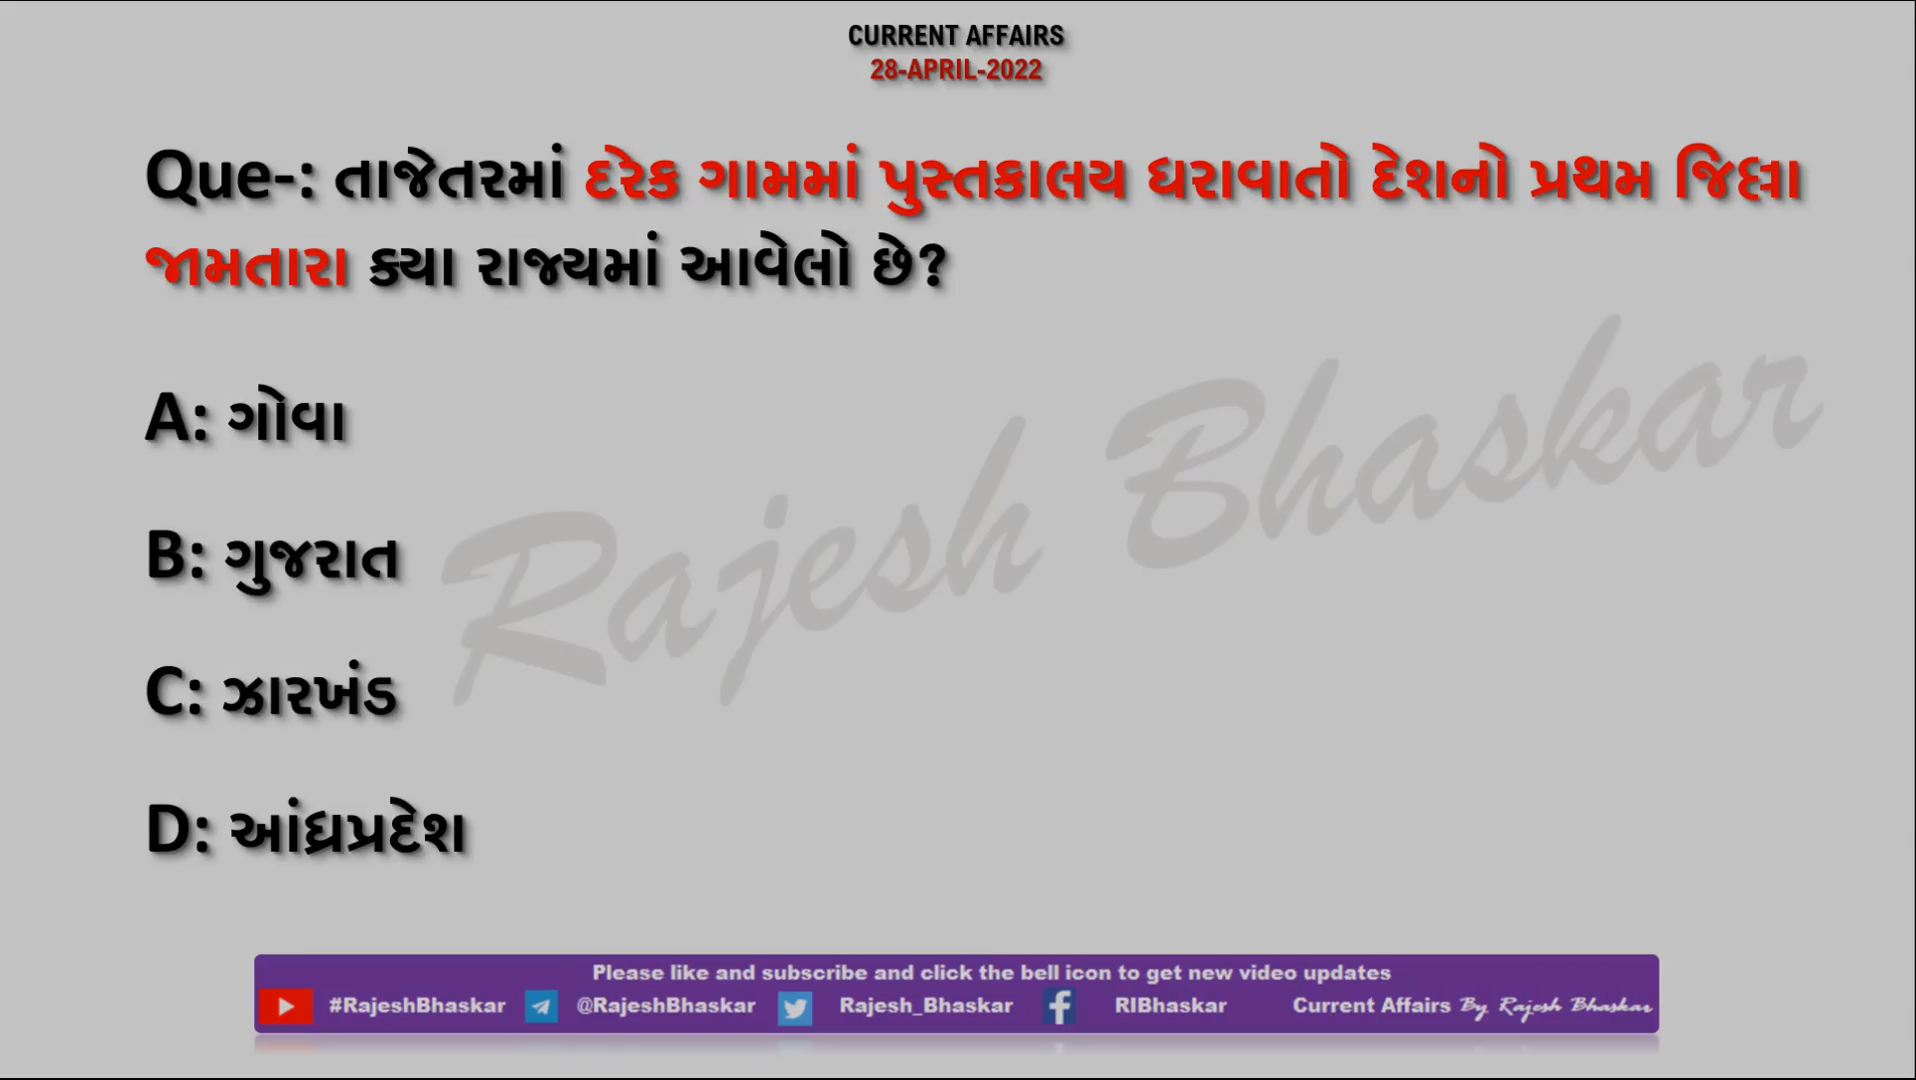 CURRENT AFFAIRS
28-APRIL-2022
Que-: તાજેતરમાં દરેક ગામમાં પુસ્તકાલય ધરાવાતો દેશનો પ્રથમ જિલ્લા
જામતારા ક્યા રાજ્યમાં આવેલો છે?
A: ગોવા
B: ગુજરાત
C: ઝારખંડ
D: આંધ્રપ્રદેશ
Rajesh Bhaskar
Please like and subscribe and click the bell icon to get new video updates
#RajeshBhaskar @RajeshBhaskar Rajesh_Bhaskar RIBhaskar Current Affairs By Rajesh Bhaskar